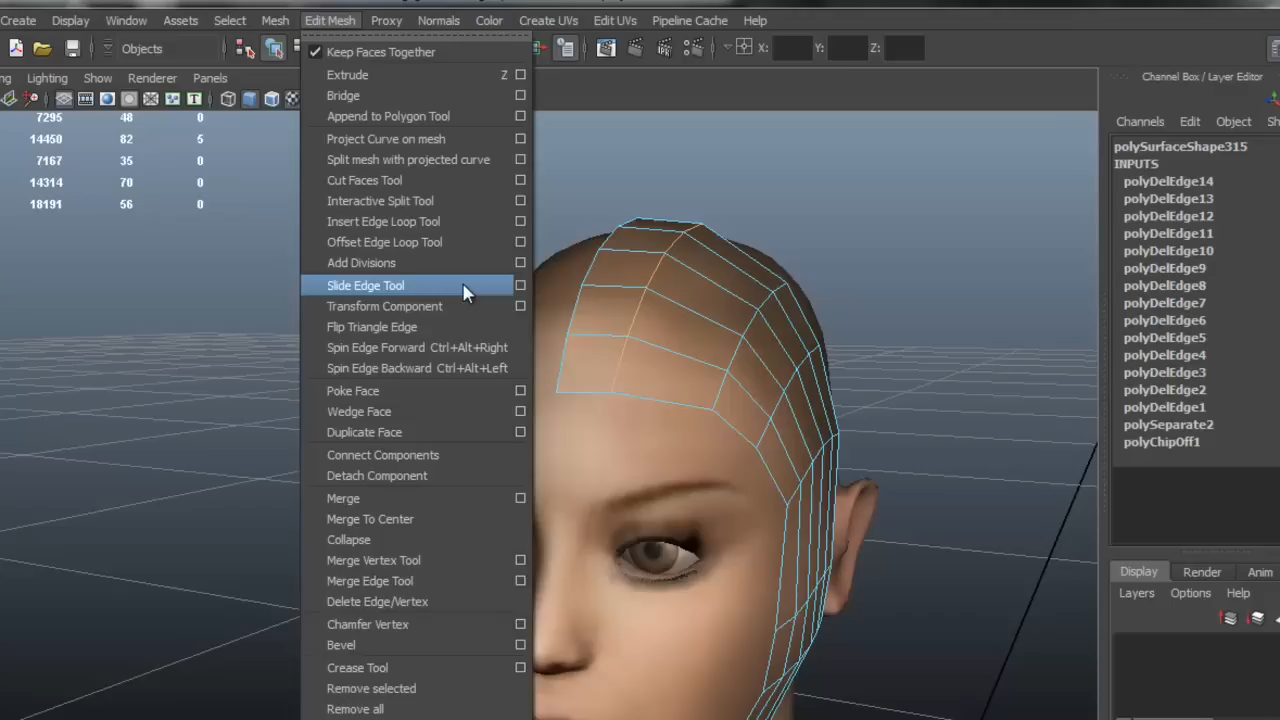 Create Display Window Assets Select Mesh Edit Mesh Proxy Normals Color Create UVs Edit UVs Pipeline Cache Help
Objects
X: Y: Z:
Lighting Show Renderer Panels
7295 48 0
14450 82 5
7167 35 0
14314 70 0
18191 56 0
Keep Faces Together
Extrude Z
Bridge
Append to Polygon Tool
Project Curve on mesh
Split mesh with projected curve
Cut Faces Tool
Interactive Split Tool
Insert Edge Loop Tool
Offset Edge Loop Tool
Add Divisions
Slide Edge Tool
Transform Component
Flip Triangle Edge
Spin Edge Forward Ctrl+Alt+Right
Spin Edge Backward Ctrl+Alt+Left
Poke Face
Wedge Face
Duplicate Face
Connect Components
Detach Component
Merge
Merge To Center
Collapse
Merge Vertex Tool
Merge Edge Tool
Delete Edge/Vertex
Chamfer Vertex
Bevel
Crease Tool
Remove selected
Remove all
Channel Box / Layer Editor
Channels Edit Object Sh
polySurfaceShape315
INPUTS
polyDelEdge14
polyDelEdge13
polyDelEdge12
polyDelEdge11
polyDelEdge10
polyDelEdge9
polyDelEdge8
polyDelEdge7
polyDelEdge6
polyDelEdge5
polyDelEdge4
polyDelEdge3
polyDelEdge2
polyDelEdge1
polySeparate2
polyChipOff1
Display Render Anim
Layers Options Help